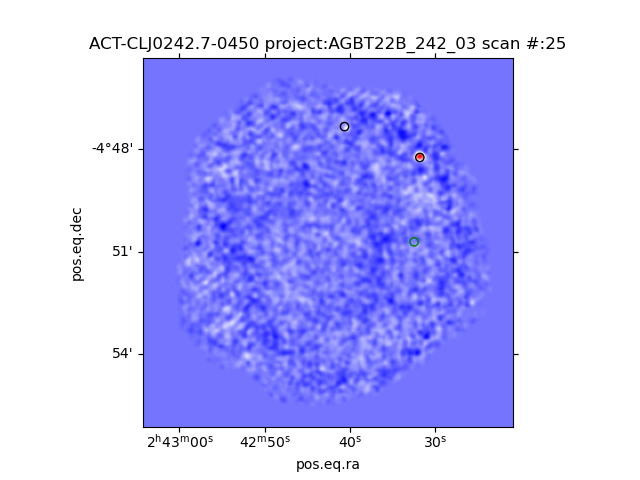 ACT-CLJ0242.7-0450 project:AGBT22B_242_03 scan #:25
-4°48'
51'
54'
pos.eq.dec
2ʰ43ᵐ00ˢ 42ᵐ50ˢ 40ˢ 30ˢ
pos.eq.ra